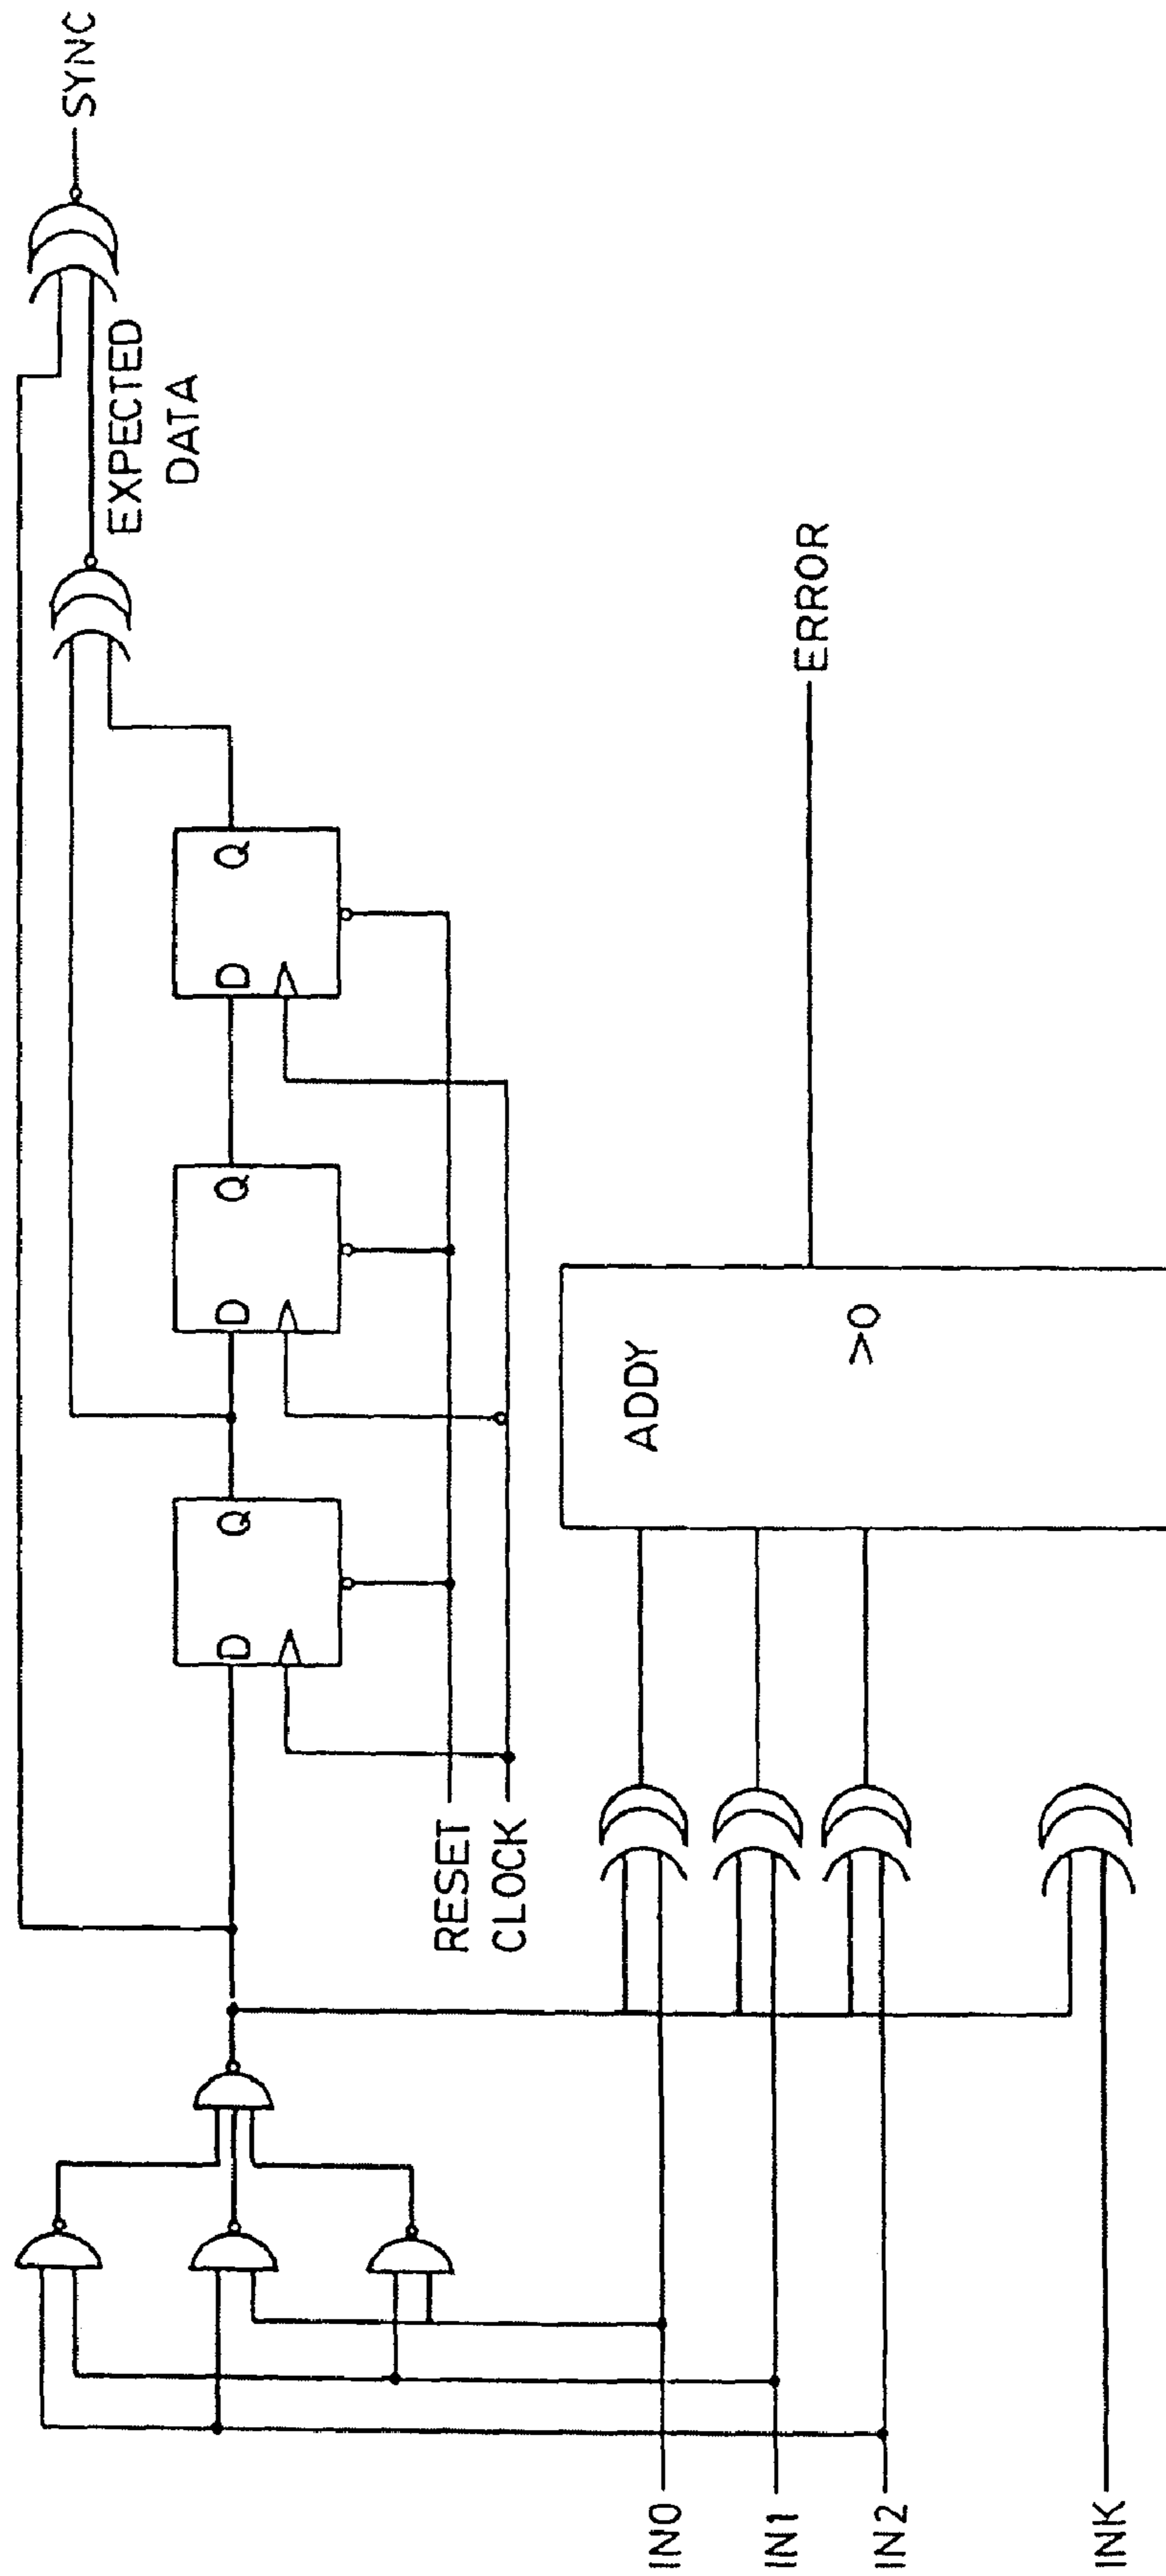 SYNC
EXPECTED
DATA
D
Q
D
Q
D
Q
RESET
CLOCK
ERROR
ADDY
>0
IN0
IN1
IN2
INK